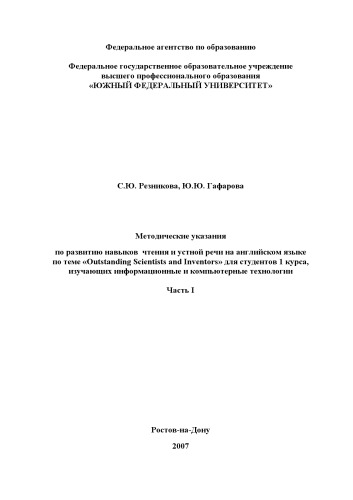 Федеральное агентство по образованию
Федеральное государственное образовательное учреждение
высшего профессионального образования
«ЮЖНЫЙ ФЕДЕРАЛЬНЫЙ УНИВЕРСИТЕТ»
С.Ю. Резникова, Ю.Ю. Гафарова
Методические указания
по развитию навыков чтения и устной речи на английском языке
по теме «Outstanding Scientists and Inventors» для студентов 1 курса,
изучающих информационные и компьютерные технологии
Часть I
Ростов-на-Дону
2007